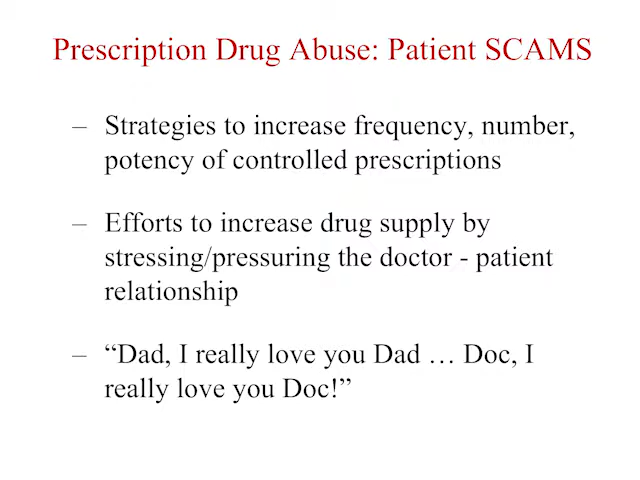 Prescription Drug Abuse: Patient SCAMS
– Strategies to increase frequency, number,
potency of controlled prescriptions
– Efforts to increase drug supply by
stressing/pressuring the doctor - patient
relationship
– “Dad, I really love you Dad … Doc, I
really love you Doc!”